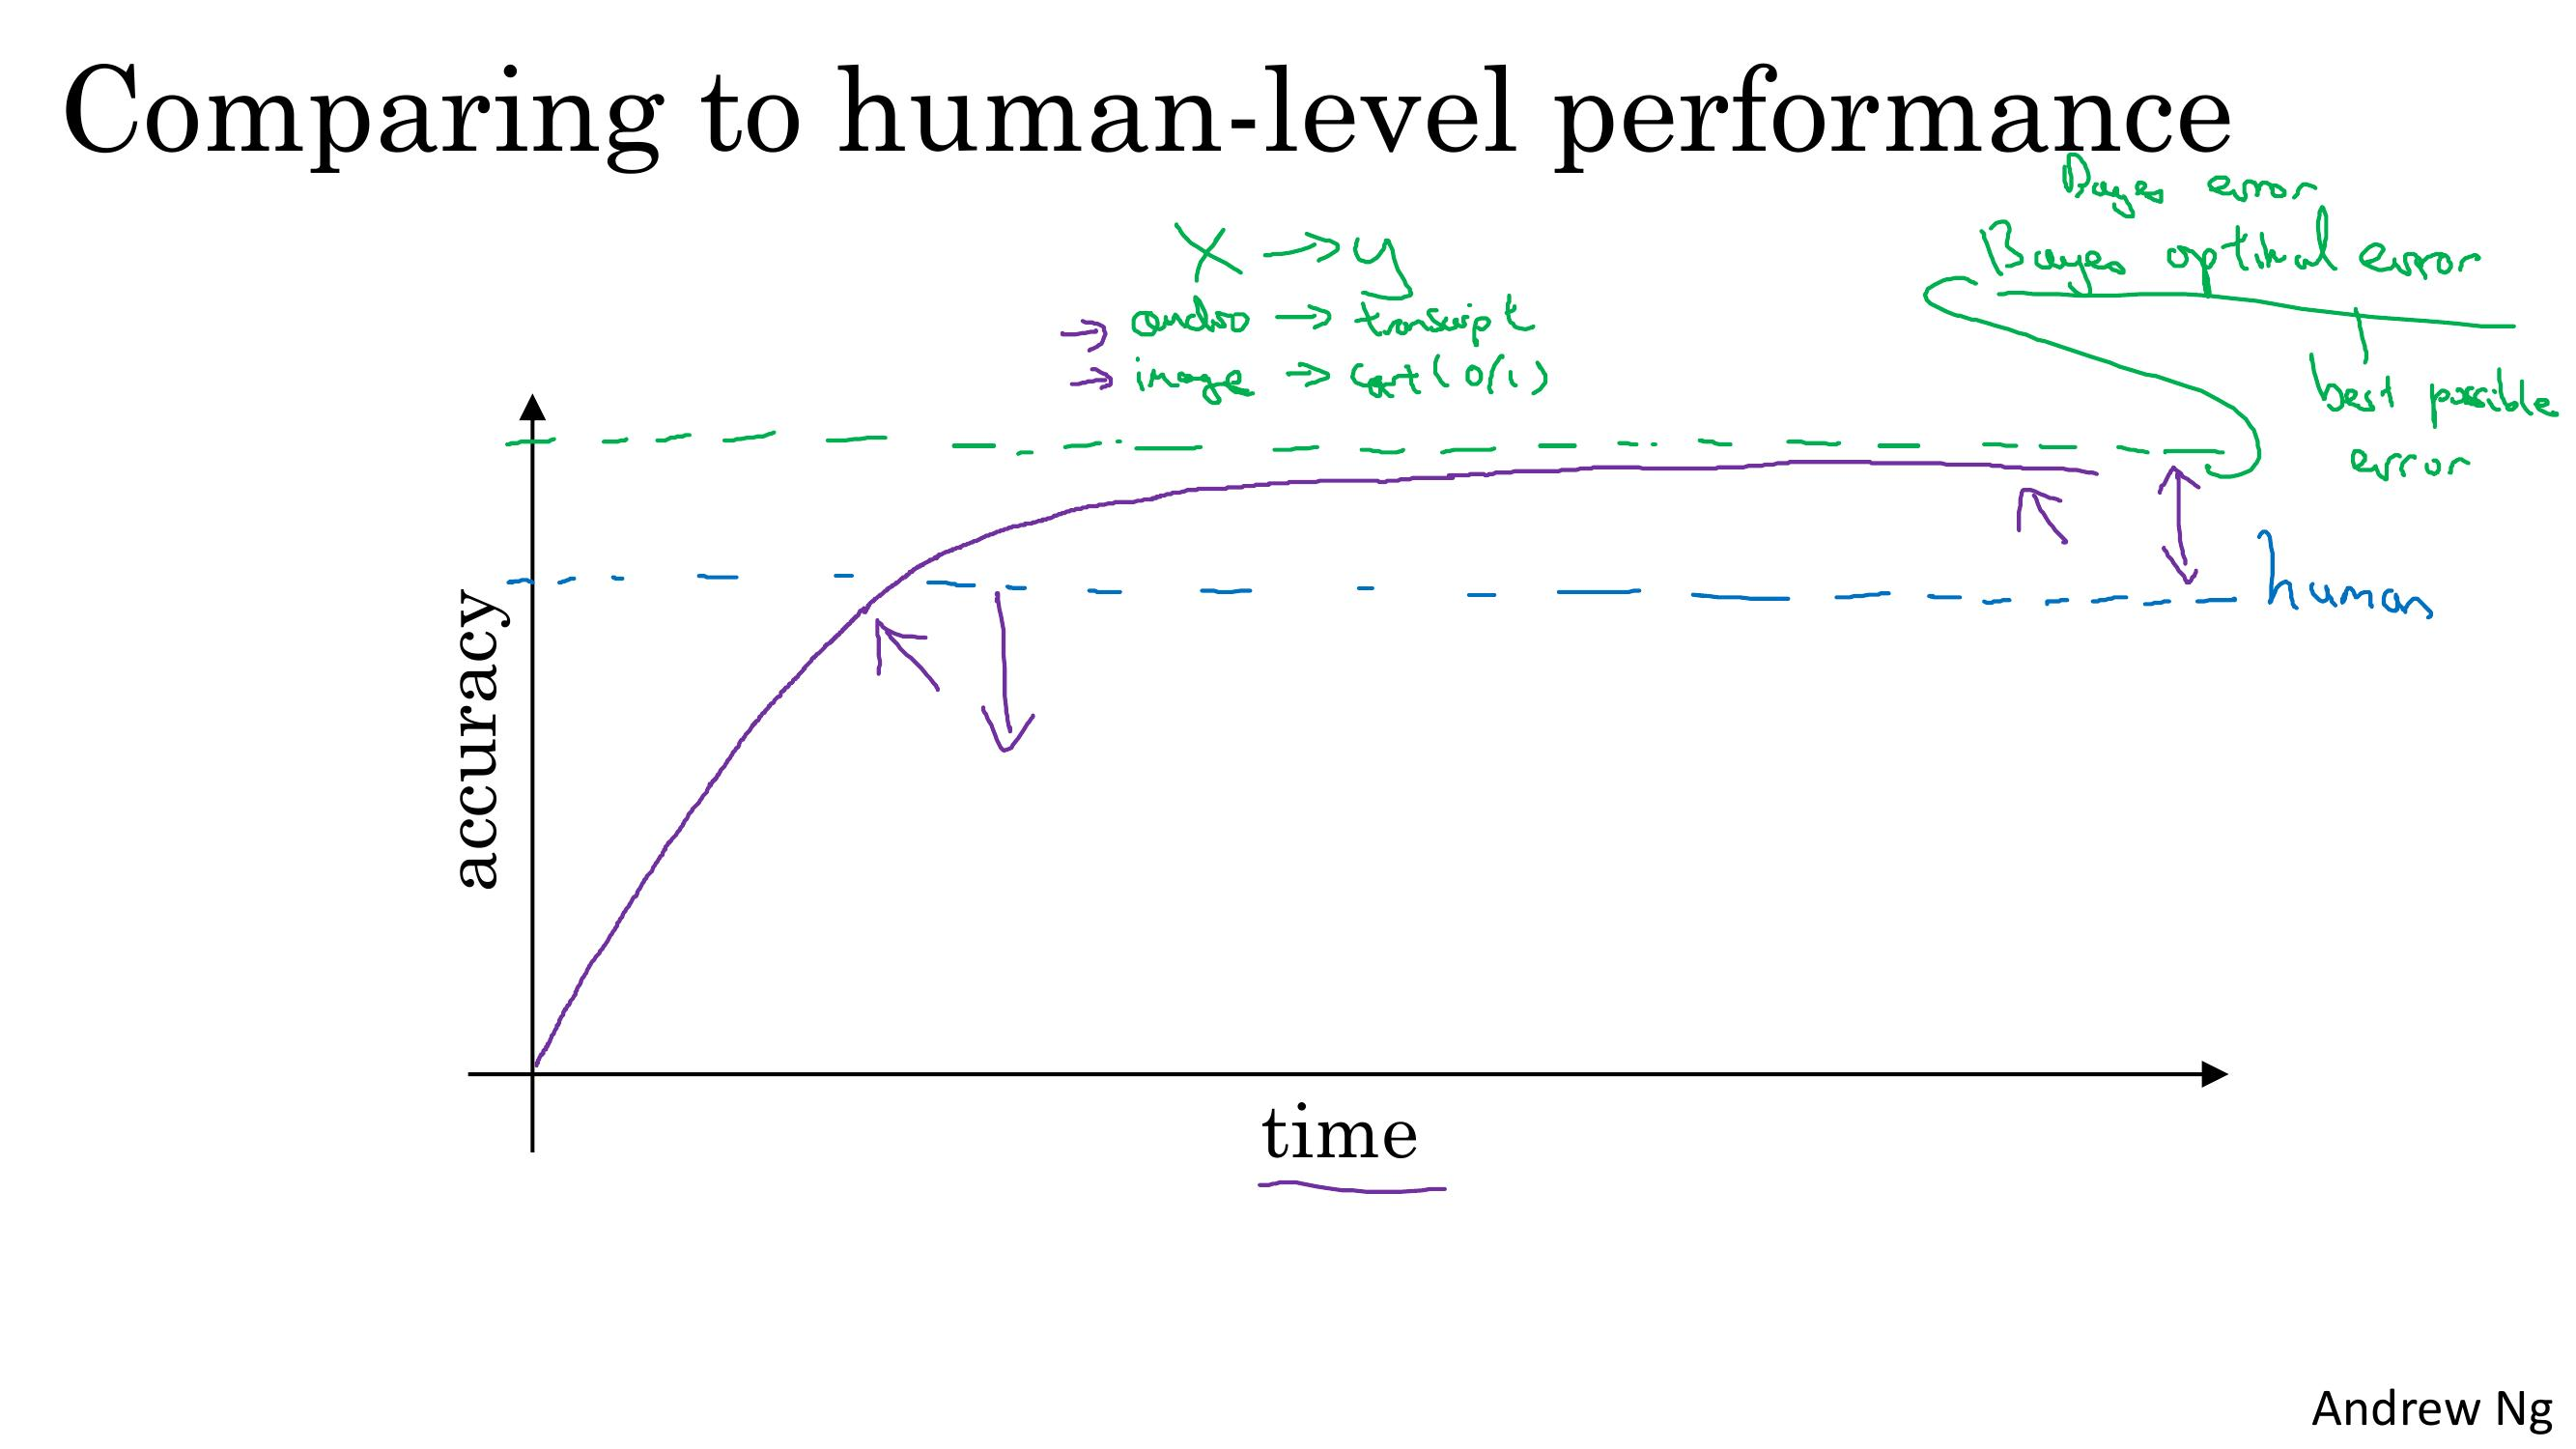 Comparing to human-level performance
Bayes error
Bayes optimal error
best possible
error
X → y
→ audio → transcript
→ image → cat (0/1)
human
accuracy
time
Andrew Ng